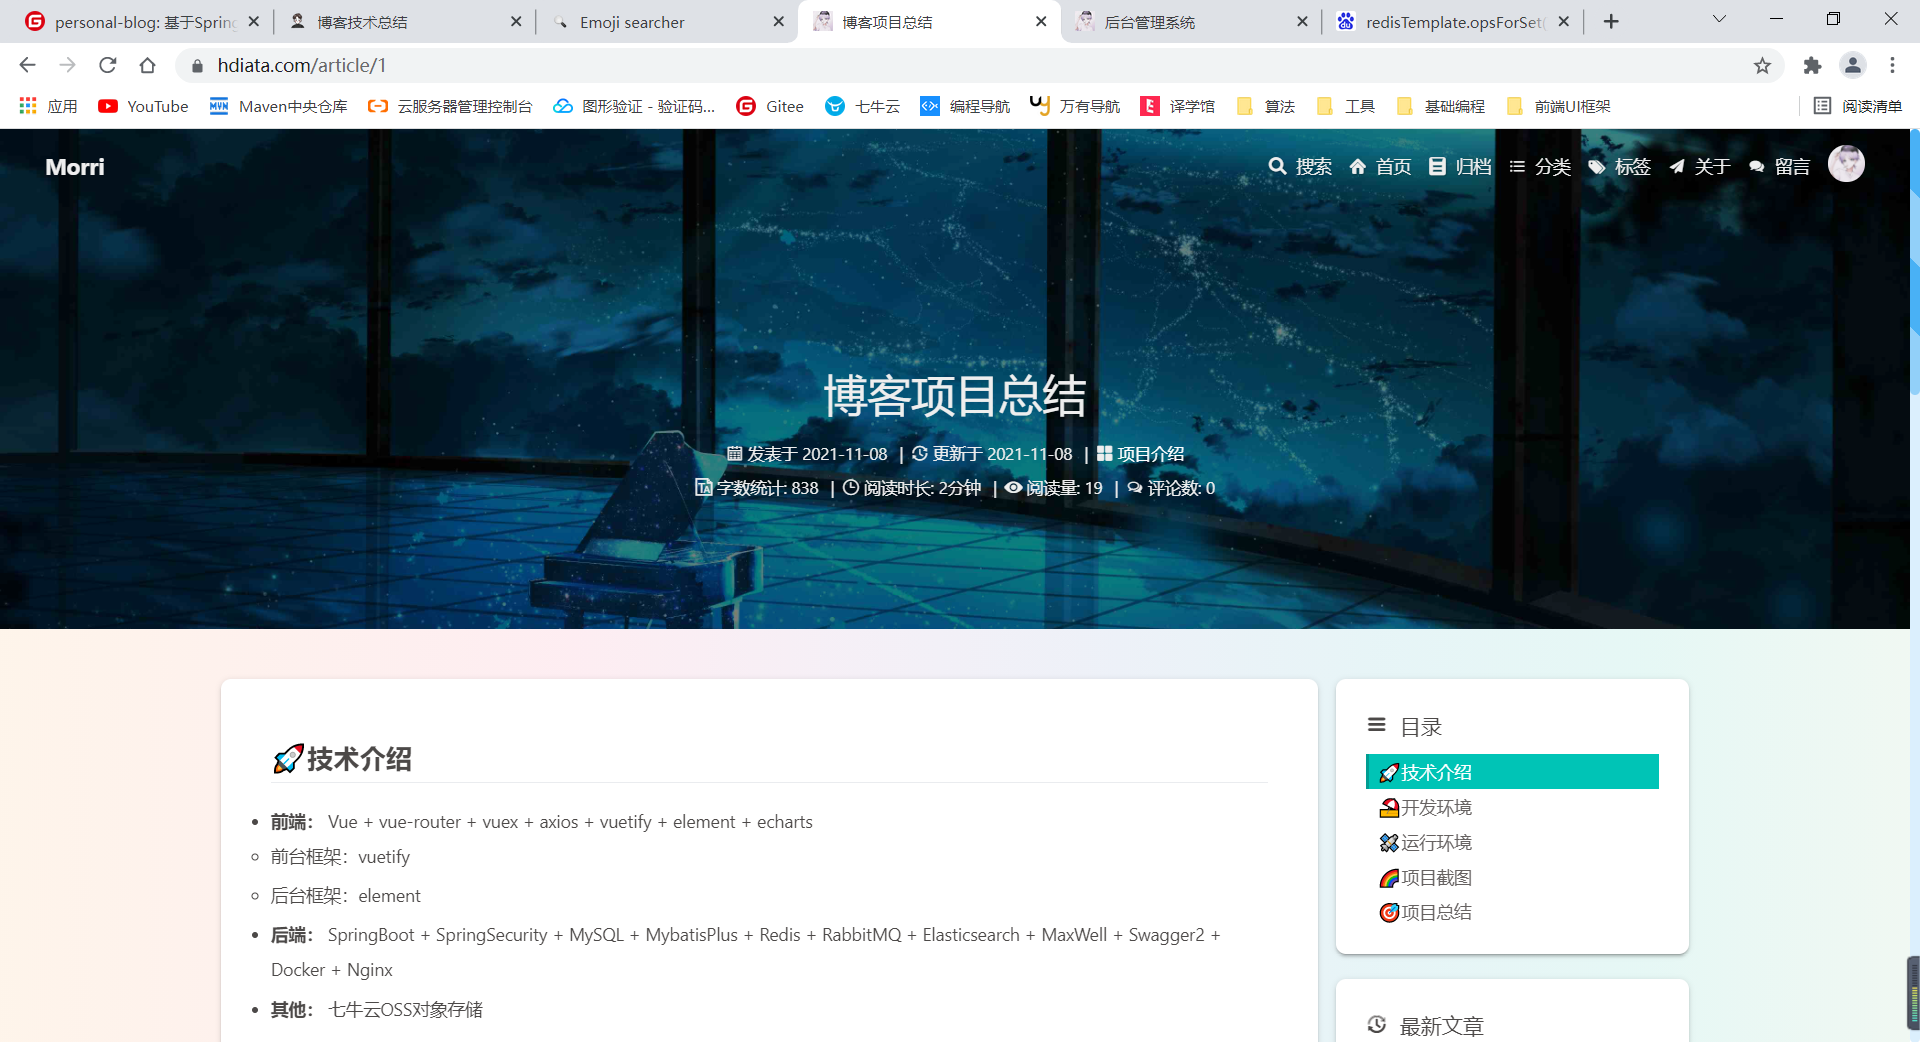 personal-blog: 基于Spring
博客技术总结
Emoji searcher
博客项目总结
后台管理系统
redisTemplate.opsForSet(
hdiata.com/article/1
应用
YouTube
Maven中央仓库
云服务器管理控制台
图形验证 - 验证码...
Gitee
七牛云
编程导航
万有导航
译学馆
算法
工具
基础编程
前端UI框架
阅读清单
Morri
搜索
首页
归档
分类
标签
关于
留言
博客项目总结
发表于 2021-11-08 | 更新于 2021-11-08 | 项目介绍
字数统计: 838 | 阅读时长: 2分钟 | 阅读量: 19 | 评论数: 0
🚀技术介绍
• 前端： Vue + vue-router + vuex + axios + vuetify + element + echarts
◦ 前台框架：vuetify
◦ 后台框架：element
• 后端： SpringBoot + SpringSecurity + MySQL + MybatisPlus + Redis + RabbitMQ + Elasticsearch + MaxWell + Swagger2 +
Docker + Nginx
• 其他： 七牛云OSS对象存储
目录
🚀技术介绍
🏖️开发环境
🛰️运行环境
🌈项目截图
🎯项目总结
最新文章